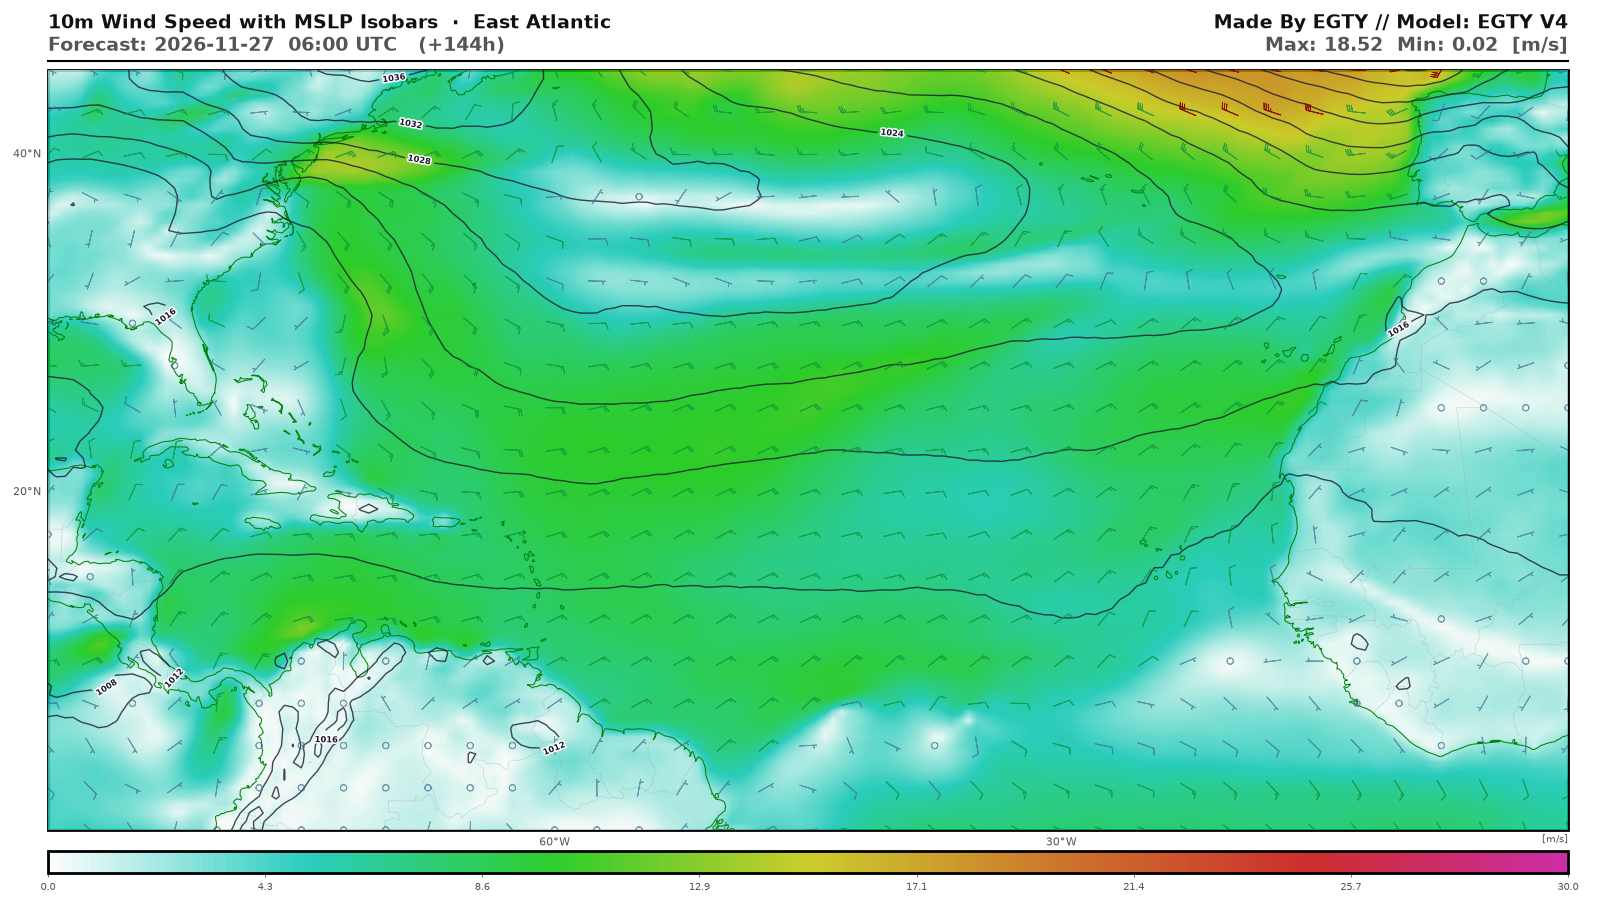 10m Wind Speed with MSLP Isobars · East Atlantic
Made By EGTY // Model: EGTY V4
Forecast: 2026-11-27 06:00 UTC (+144h)
Max: 18.52 Min: 0.02 [m/s]
1036
1032
1024
1028
40°N
1016
1016
20°N
1012
1008
1016
1012
60°W
30°W
[m/s]
0.0
4.3
8.6
12.9
17.1
21.4
25.7
30.0